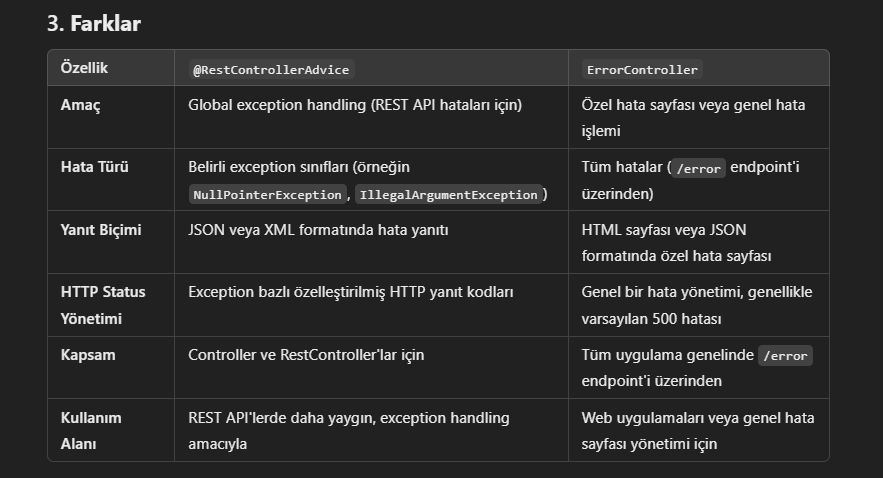 3. Farklar
Özellik @RestControllerAdvice ErrorController
Amaç Global exception handling (REST API hataları için) Özel hata sayfası veya genel hata
işlemi
Hata Türü Belirli exception sınıfları (örneğin Tüm hatalar ( /error endpoint'i
NullPointerException , IllegalArgumentException ) üzerinden)
Yanıt Biçimi JSON veya XML formatında hata yanıtı HTML sayfası veya JSON
formatında özel hata sayfası
HTTP Status Exception bazlı özelleştirilmiş HTTP yanıt kodları Genel bir hata yönetimi, genellikle
Yönetimi varsayılan 500 hatası
Kapsam Controller ve RestController'lar için Tüm uygulama genelinde /error
endpoint'i üzerinden
Kullanım REST API'lerde daha yaygın, exception handling Web uygulamaları veya genel hata
Alanı amacıyla sayfası yönetimi için